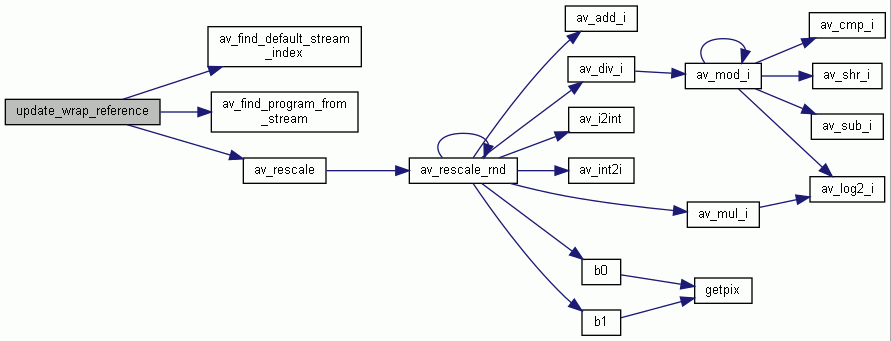 update_wrap_reference
av_find_default_stream
_index
av_find_program_from
_stream
av_rescale
av_rescale_rnd
av_add_i
av_div_i
av_i2int
av_int2i
av_mul_i
b0
b1
av_mod_i
getpix
av_cmp_i
av_shr_i
av_sub_i
av_log2_i